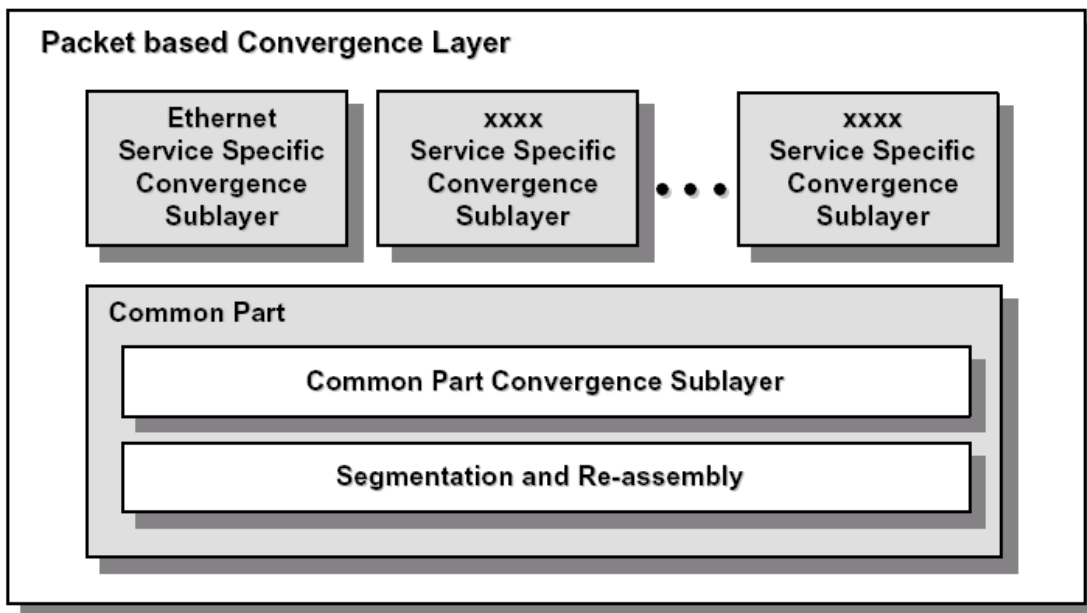 Packet based Convergence Layer
Ethernet
Service Specific
Convergence
Sublayer
xxxx
Service Specific
Convergence
Sublayer
• • •
xxxx
Service Specific
Convergence
Sublayer
Common Part
Common Part Convergence Sublayer
Segmentation and Re-assembly